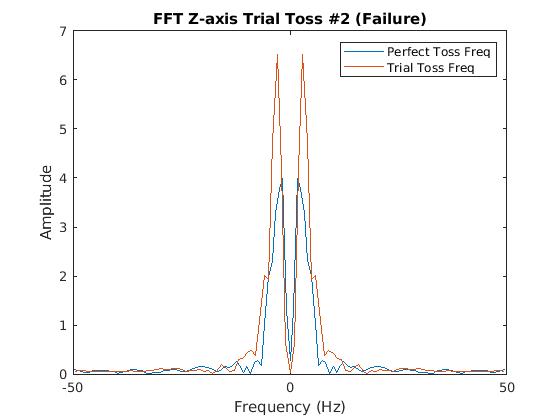 FFT Z-axis Trial Toss #2 (Failure)
Perfect Toss Freq
Trial Toss Freq
7
6
5
4
3
2
1
0
Amplitude
-50
0
50
Frequency (Hz)